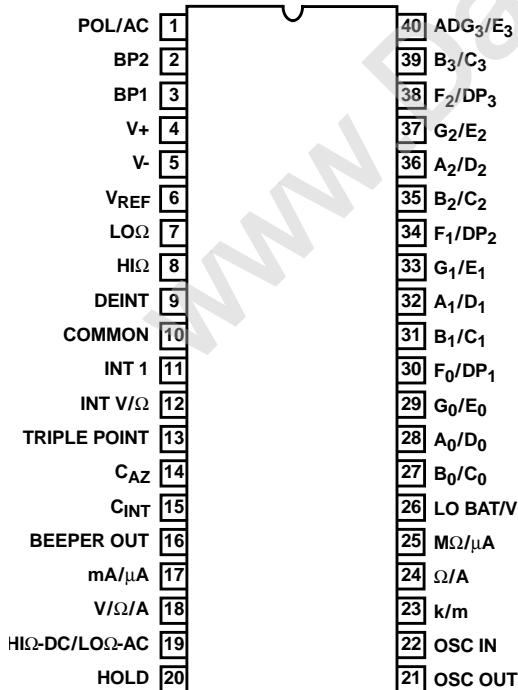 POL/AC 1 40 ADG3/E3
BP2 2 39 B3/C3
BP1 3 38 F2/DP3
V+ 4 37 G2/E2
V- 5 36 A2/D2
VREF 6 35 B2/C2
LOΩ 7 34 F1/DP2
HIΩ 8 33 G1/E1
DEINT 9 32 A1/D1
COMMON 10 31 B1/C1
INT 1 11 30 F0/DP1
INT V/Ω 12 29 G0/E0
TRIPLE POINT 13 28 A0/D0
CAZ 14 27 B0/C0
CINT 15 26 LO BAT/V
BEEPER OUT 16 25 MΩ/μA
mA/μA 17 24 Ω/A
V/Ω/A 18 23 k/m
HIΩ-DC/LOΩ-AC 19 22 OSC IN
HOLD 20 21 OSC OUT
www.Da